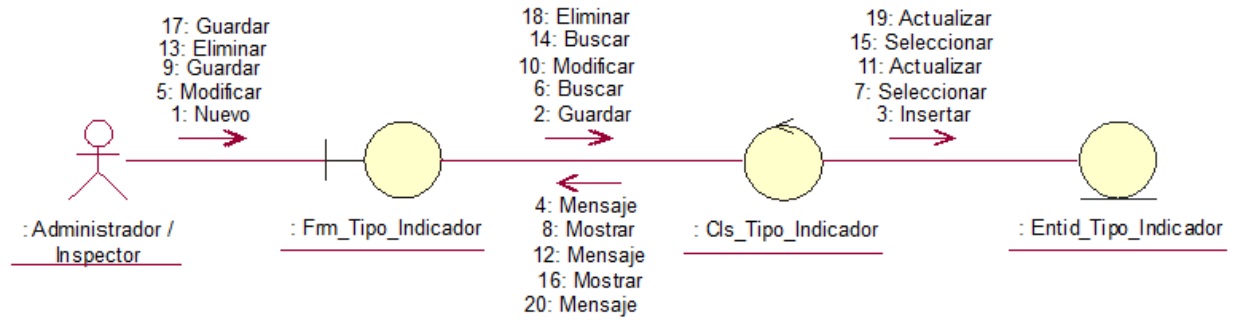 17: Guardar
13: Eliminar
9: Guardar
5: Modificar
1: Nuevo
18: Eliminar
14: Buscar
10: Modificar
6: Buscar
2: Guardar
19: Actualizar
15: Seleccionar
11: Actualizar
7: Seleccionar
3: Insertar
4: Mensaje
8: Mostrar
12: Mensaje
16: Mostrar
20: Mensaje
: Administrador /
Inspector
: Frm_Tipo_Indicador
: Cls_Tipo_Indicador
: Entid_Tipo_Indicador